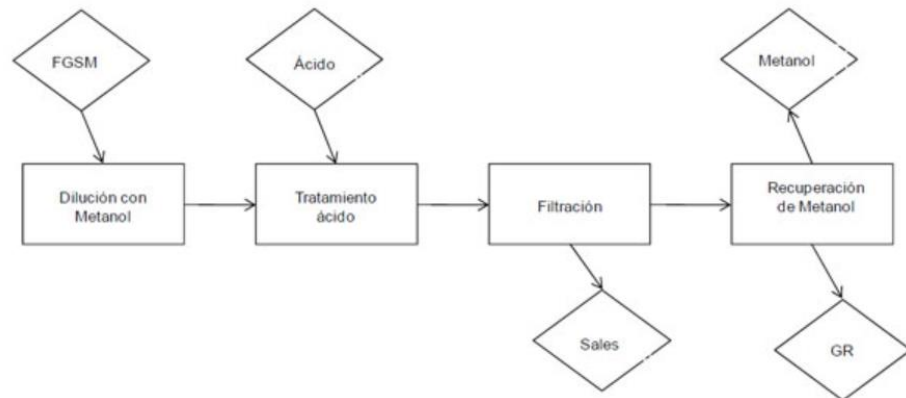 FGSM
Ácido
Metanol
Dilución con
Metanol
Tratamiento
ácido
Filtración
Recuperación
de Metanol
Sales
GR